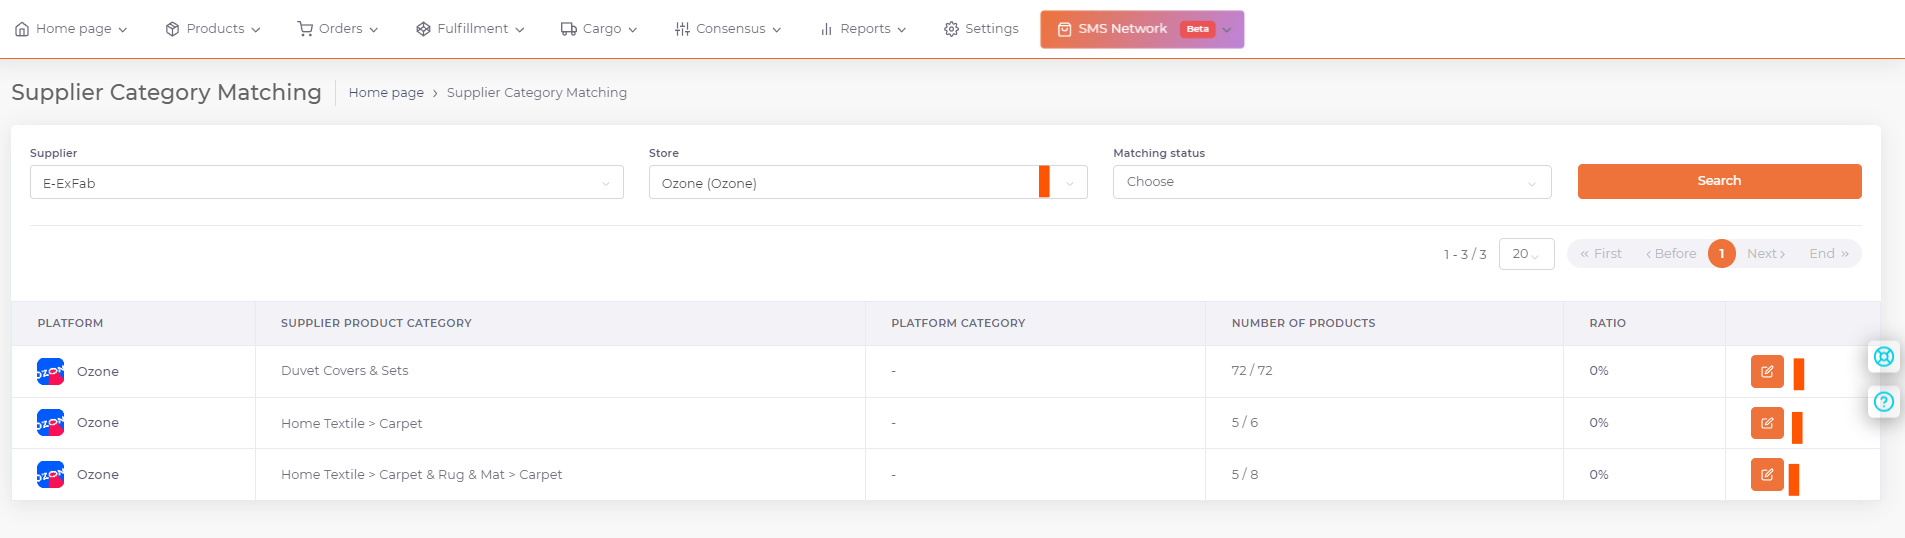 Home page Products Orders Fulfillment Cargo Consensus Reports Settings SMS Network Beta
Supplier Category Matching Home page › Supplier Category Matching
Supplier Store Matching status
E-ExFab Ozone (Ozone) Choose Search
1 - 3 / 3 20 « First ‹ Before 1 Next › End »
PLATFORM SUPPLIER PRODUCT CATEGORY PLATFORM CATEGORY NUMBER OF PRODUCTS RATIO
OZON Ozone Duvet Covers & Sets - 72 / 72 0%
OZON Ozone Home Textile > Carpet - 5 / 6 0%
OZON Ozone Home Textile > Carpet & Rug & Mat > Carpet - 5 / 8 0%